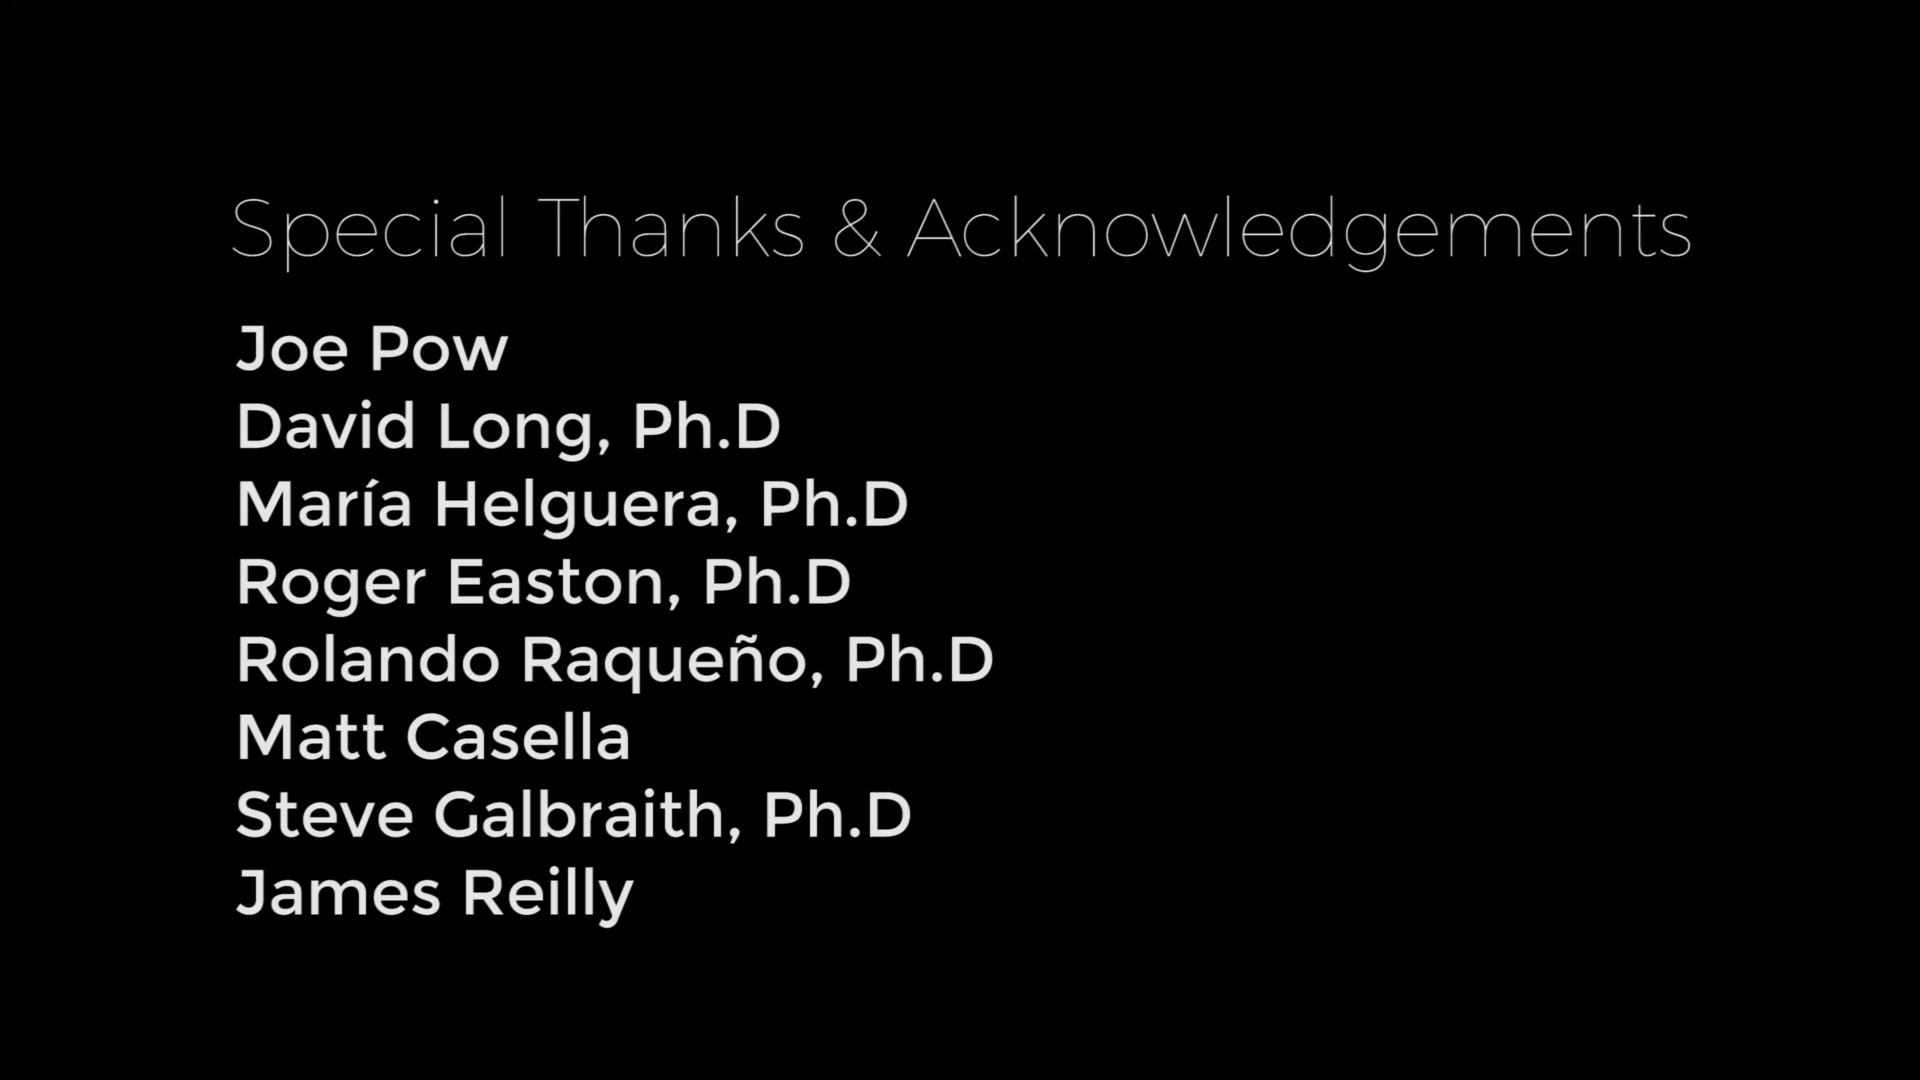 Special Thanks & Acknowledgements
Joe Pow
David Long, Ph.D
María Helguera, Ph.D
Roger Easton, Ph.D
Rolando Raqueño, Ph.D
Matt Casella
Steve Galbraith, Ph.D
James Reilly